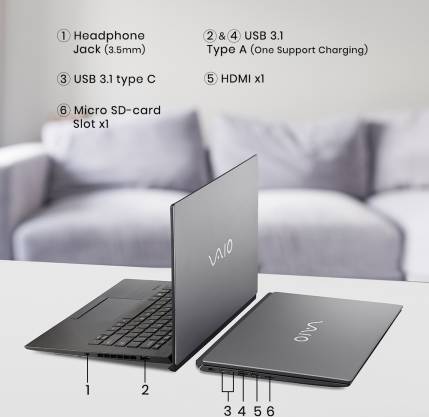 ① Headphone
Jack (3.5mm)
②&④ USB 3.1
Type A (One Support Charging)
③ USB 3.1 type C
⑤ HDMI x1
⑥ Micro SD-card
Slot x1
VAIO
VAIO
1 2
3 4 5 6